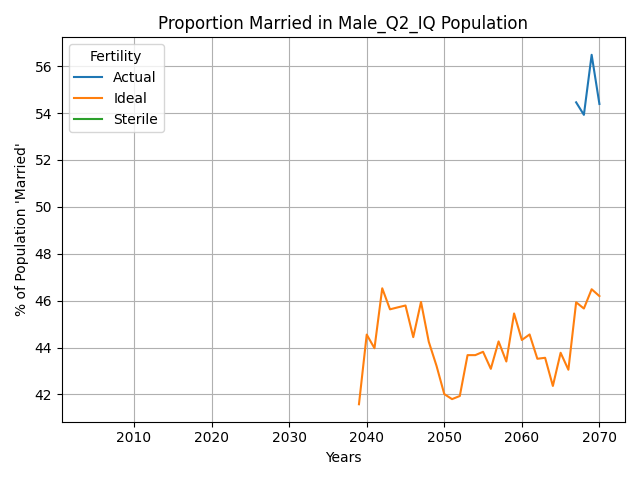 Proportion Married in Male_Q2_IQ Population
Fertility
Actual
Ideal
Sterile
% of Population 'Married'
56
54
52
50
48
46
44
42
2010 2020 2030 2040 2050 2060 2070
Years